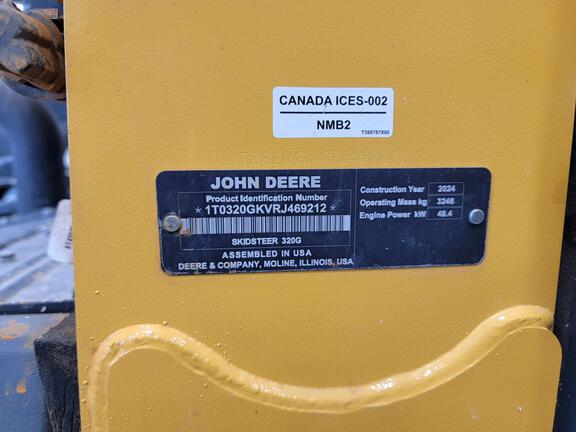 CANADA ICES-002
NMB2
T395787X00
JOHN DEERE
Product Identification Number
*1T0320GKVRJ469212*
SKIDSTEER 320G
ASSEMBLED IN USA
DEERE & COMPANY, MOLINE, ILLINOIS, USA
Construction Year 2024
Operating Mass kg 3246
Engine Power kW 49.4